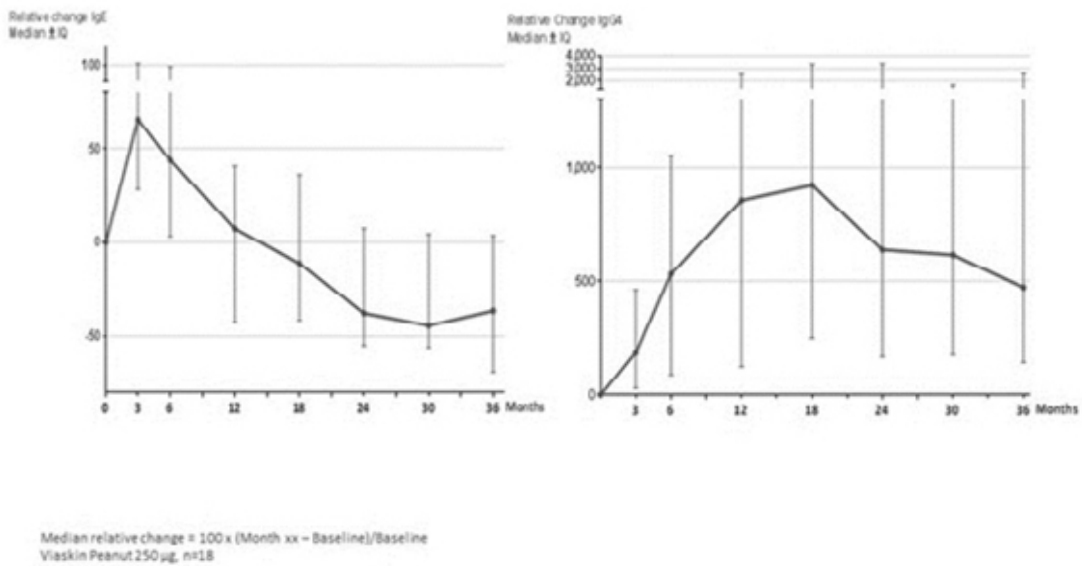 Relative change IgE
Median ± IQ
100
50
0
-50
0 3 6 12 18 24 30 36 Months
Relative Change IgG4
Median ± IQ
4,000
3,000
2,000
1,000
500
0
3 6 12 18 24 30 36 Months
Median relative change = 100 x (Month xx – Baseline)/Baseline
Viaskin Peanut 250 µg, n=18